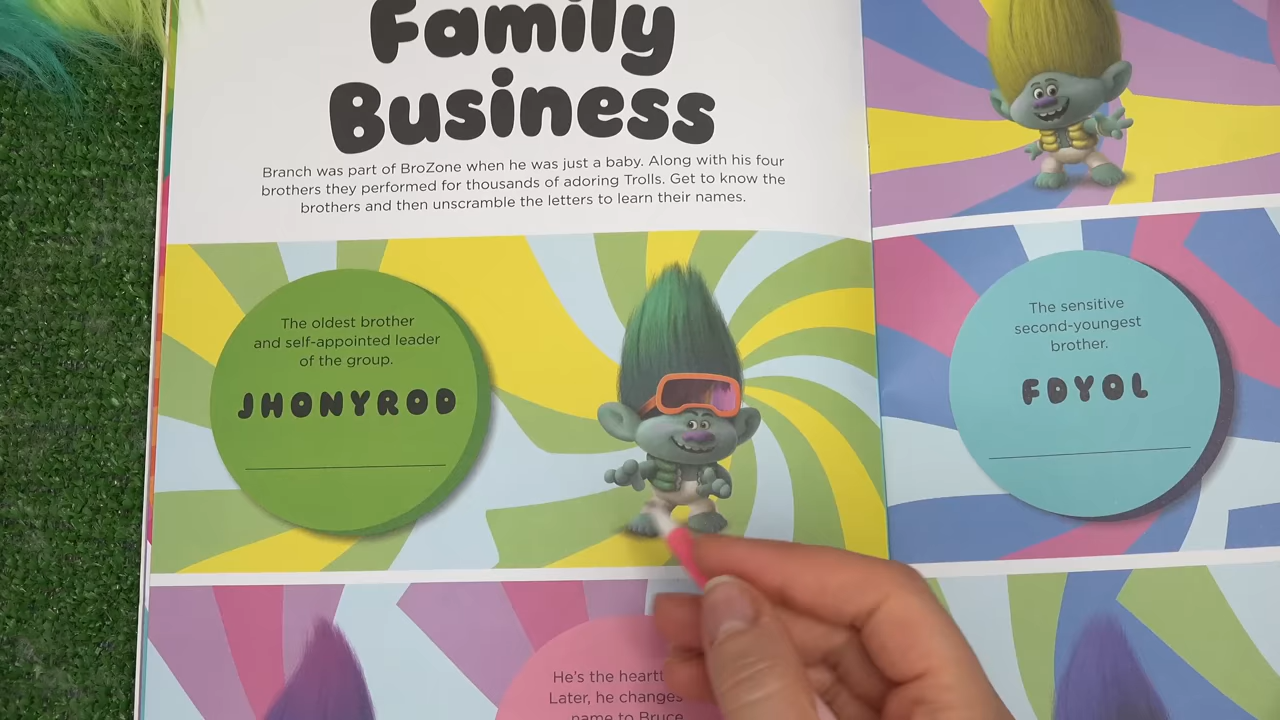 Family
Business
Branch was part of BroZone when he was just a baby. Along with his four
brothers they performed for thousands of adoring Trolls. Get to know the
brothers and then unscramble the letters to learn their names.
The oldest brother
and self-appointed leader
of the group.
JHONYROD
The sensitive
second-youngest
brother.
FDYOL
He's the
Later, he changes
name to Bruce